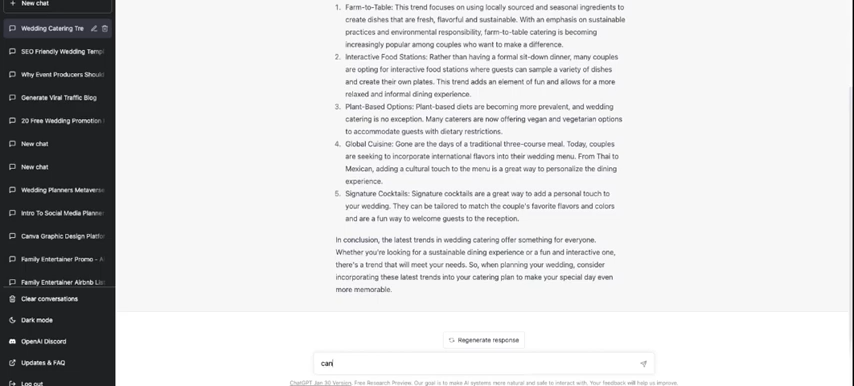 New chat
Wedding Catering Tre
SEO Friendly Wedding Templ
Why Event Producers Should
Generate Viral Traffic Blog
20 Free Wedding Promotion
New chat
New chat
Wedding Planners Metaverse
Intro To Social Media Planne
Canva Graphic Design Platfor
Family Entertainer Promo - A
Family Entertainer Airbnb List
Clear conversations
Dark mode
OpenAI Discord
Updates & FAQ
Log out
1. Farm-to-Table: This trend focuses on using locally sourced and seasonal ingredients to
create dishes that are fresh, flavorful and sustainable. With an emphasis on sustainable
practices and environmental responsibility, farm-to-table catering is becoming
increasingly popular among couples who want to make a difference.
2. Interactive Food Stations: Rather than having a formal sit-down dinner, many couples
are opting for interactive food stations where guests can sample a variety of dishes
and create their own plates. This trend adds an element of fun and allows for a more
relaxed and informal dining experience.
3. Plant-Based Options: Plant-based diets are becoming more prevalent, and wedding
catering is no exception. Many caterers are now offering vegan and vegetarian options
to accommodate guests with dietary restrictions.
4. Global Cuisine: Gone are the days of a traditional three-course meal. Today, couples
are seeking to incorporate international flavors into their wedding menu. From Thai to
Mexican, adding a cultural touch to the menu is a great way to personalize the dining
experience.
5. Signature Cocktails: Signature cocktails are a great way to add a personal touch to
your wedding. They can be tailored to match the couple's favorite flavors and colors
and are a fun way to welcome guests to the reception.
In conclusion, the latest trends in wedding catering offer something for everyone.
Whether you're looking for a sustainable dining experience or a fun and interactive one,
there's a trend that will meet your needs. So, when planning your wedding, consider
incorporating these latest trends into your catering plan to make your special day even
more memorable.
Regenerate response
can
ChatGPT Jan 30 Version. Free Research Preview. Our goal is to make AI systems more natural and safe to interact with. Your feedback will help us improve.